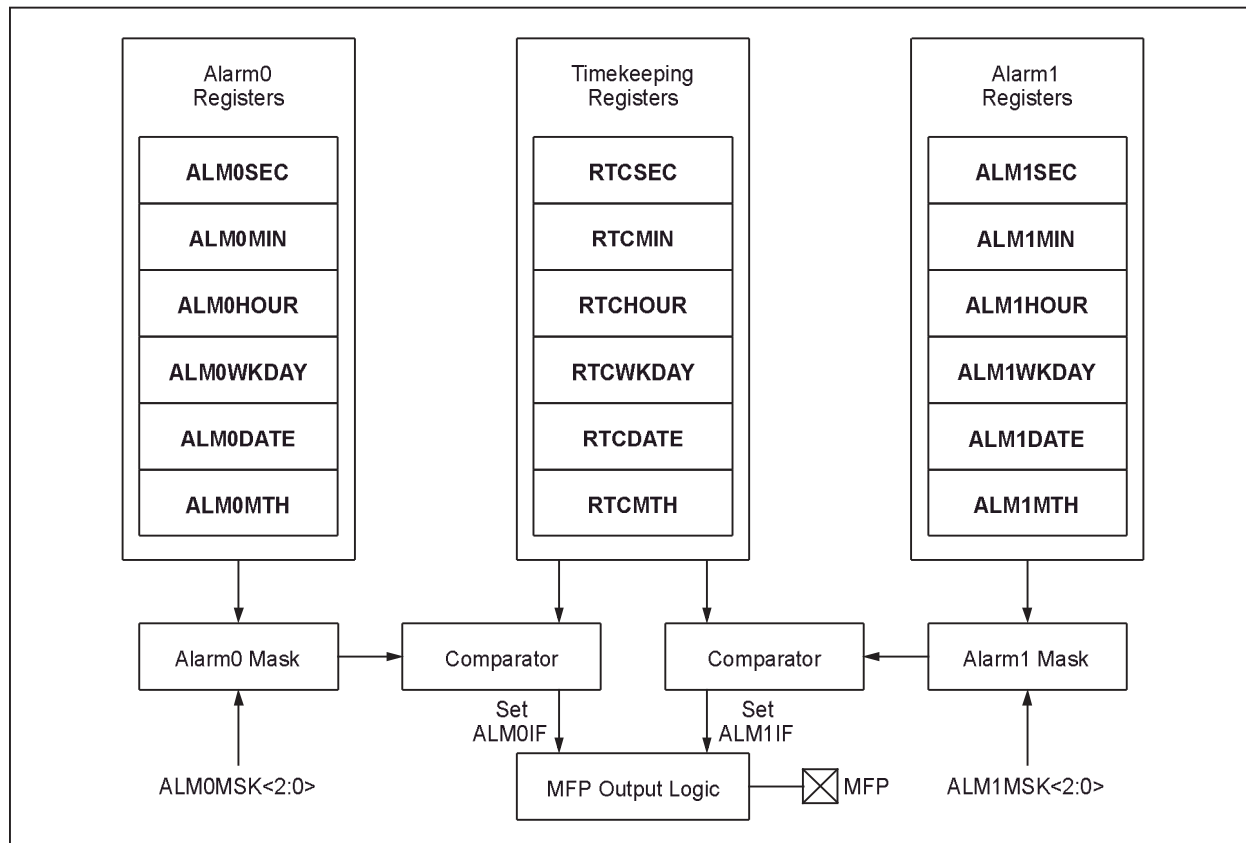 Alarm0
Registers
ALM0SEC
ALM0MIN
ALM0HOUR
ALM0WKDAY
ALM0DATE
ALM0MTH
Timekeeping
Registers
RTCSEC
RTCMIN
RTCHOUR
RTCWKDAY
RTCDATE
RTCMTH
Alarm1
Registers
ALM1SEC
ALM1MIN
ALM1HOUR
ALM1WKDAY
ALM1DATE
ALM1MTH
Alarm0 Mask
Comparator
Comparator
Alarm1 Mask
Set
ALM0IF
Set
ALM1IF
ALM0MSK<2:0>
MFP Output Logic
MFP
ALM1MSK<2:0>